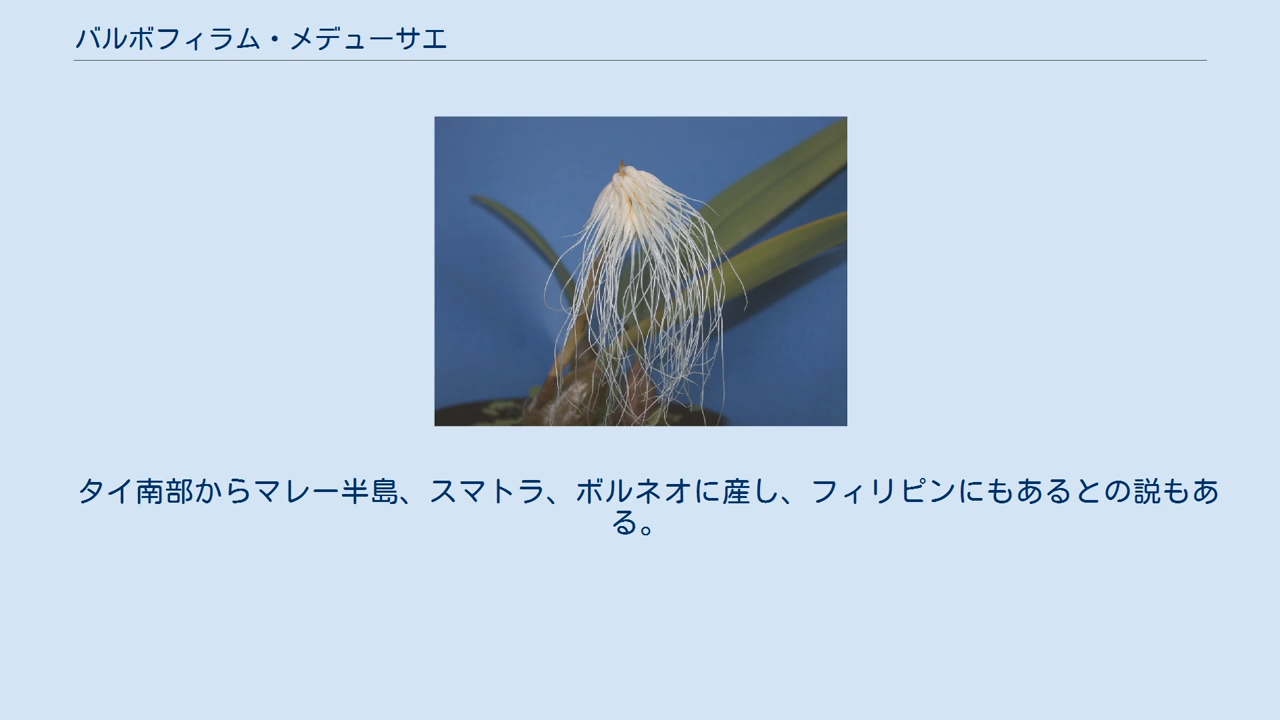 バルボフィラム・メデューサエ
タイ南部からマレー半島、スマトラ、ボルネオに産し、フィリピンにもあるとの説もあ
る。